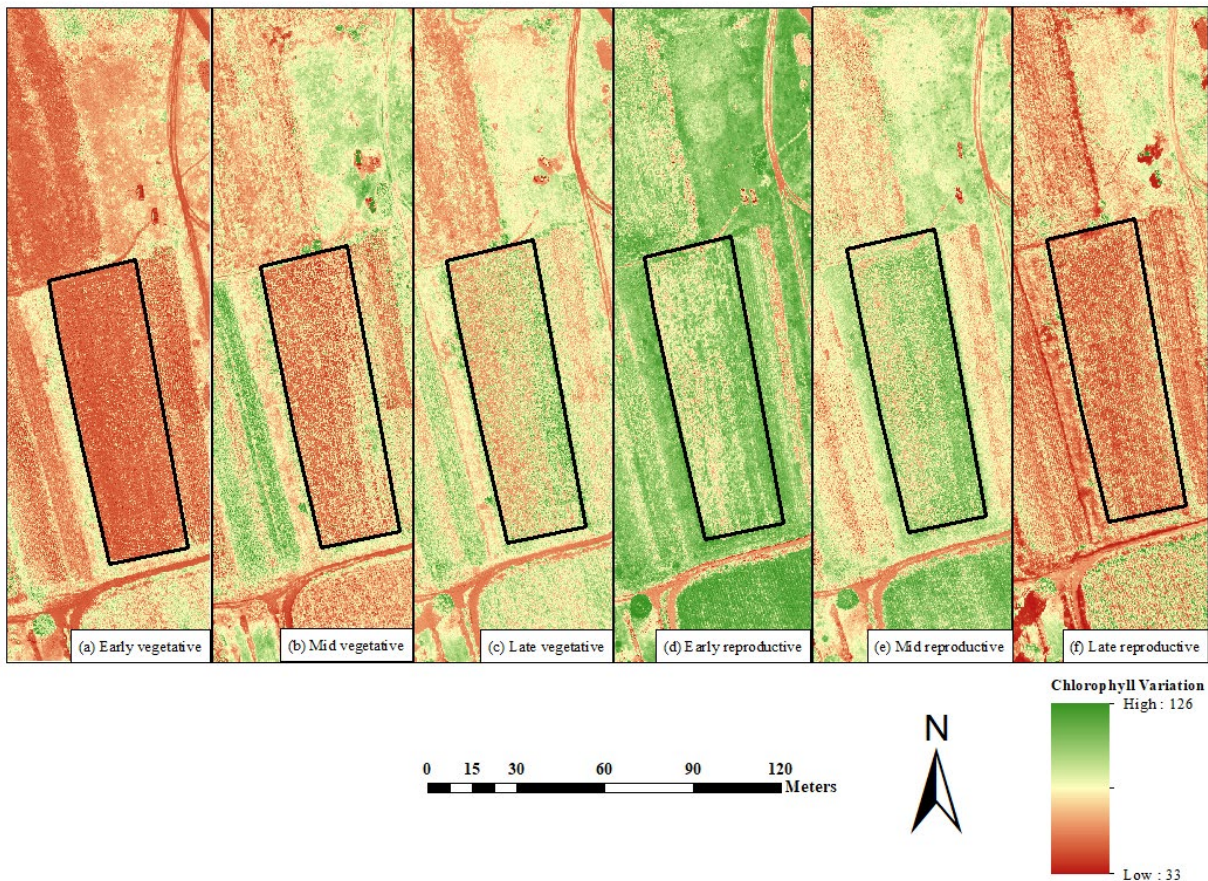 (a) Early vegetative
(b) Mid vegetative
(c) Late vegetative
(d) Early reproductive
(e) Mid reproductive
(f) Late reproductive
Chlorophyll Variation
High : 126
Low : 33
N
0 15 30 60 90 120
Meters